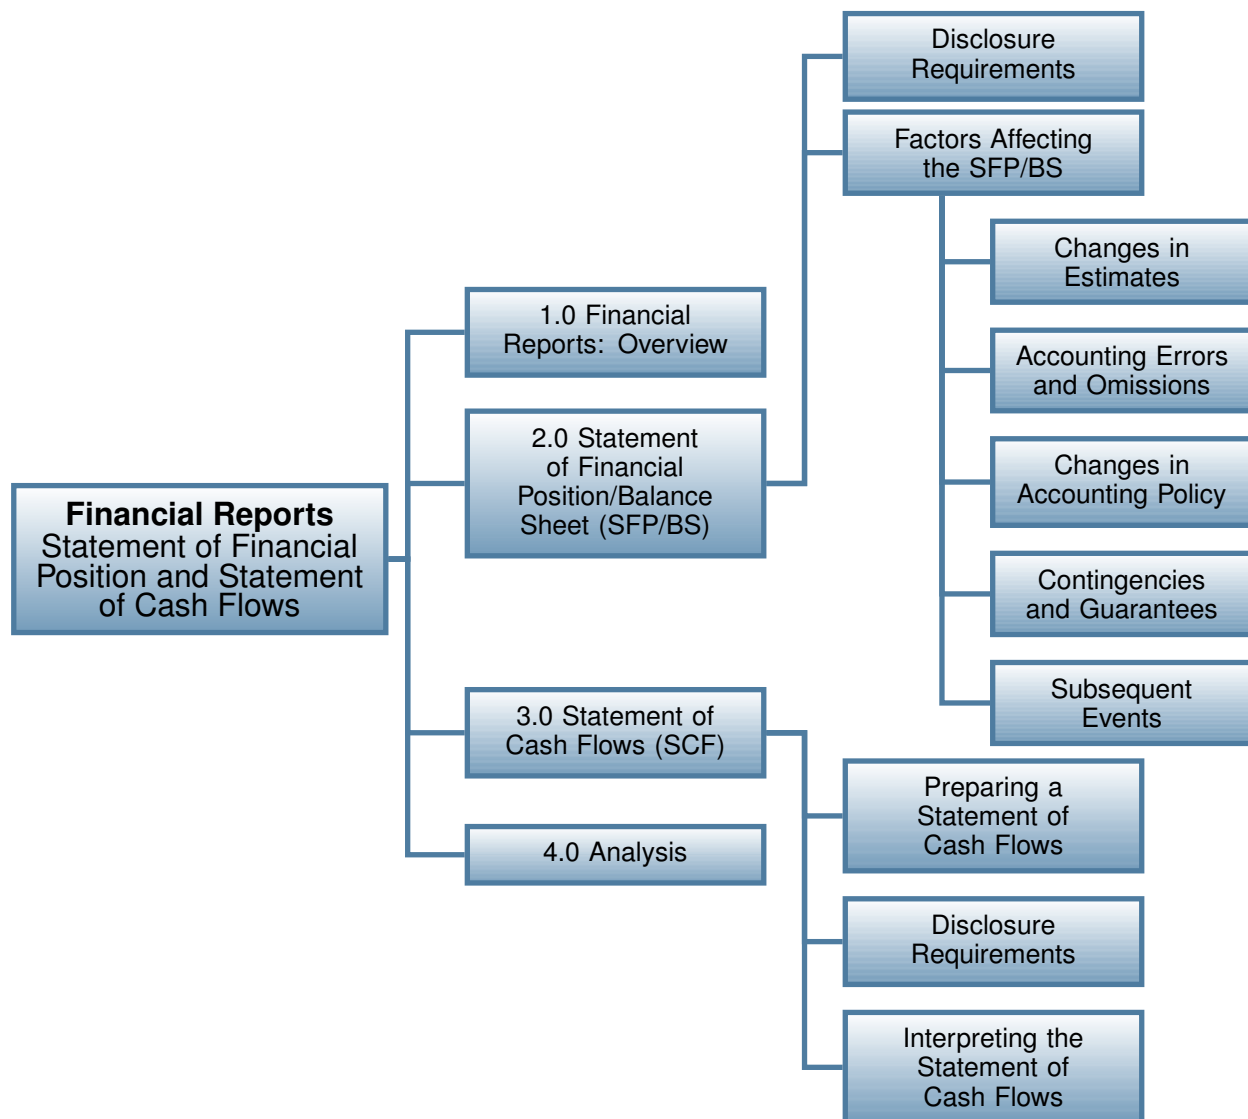 Financial Reports
Statement of Financial
Position and Statement
of Cash Flows
1.0 Financial
Reports: Overview
2.0 Statement
of Financial
Position/Balance
Sheet (SFP/BS)
Disclosure
Requirements
Factors Affecting
the SFP/BS
Changes in
Estimates
Accounting Errors
and Omissions
Changes in
Accounting Policy
Contingencies
and Guarantees
Subsequent
Events
3.0 Statement of
Cash Flows (SCF)
Preparing a
Statement of
Cash Flows
Disclosure
Requirements
Interpreting the
Statement of
Cash Flows
4.0 Analysis